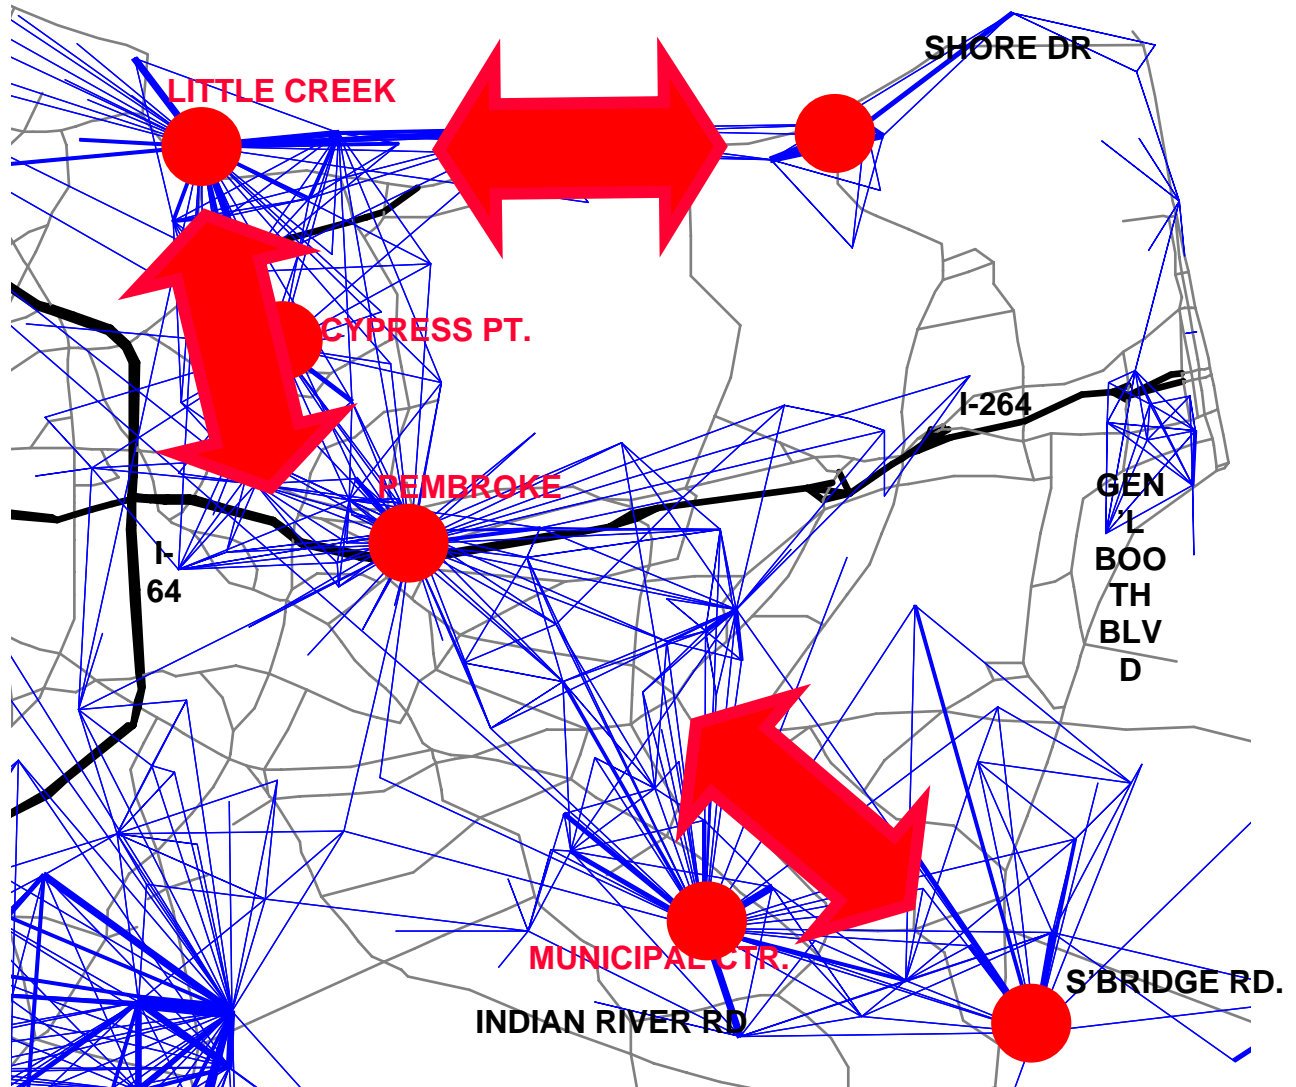 SHORE DR
LITTLE CREEK
CYPRESS PT.
I-264
PEMBROKE
GEN
'L
BOO
TH
BLV
D
I-
64
MUNICIPAL CTR.
S'BRIDGE RD.
INDIAN RIVER RD